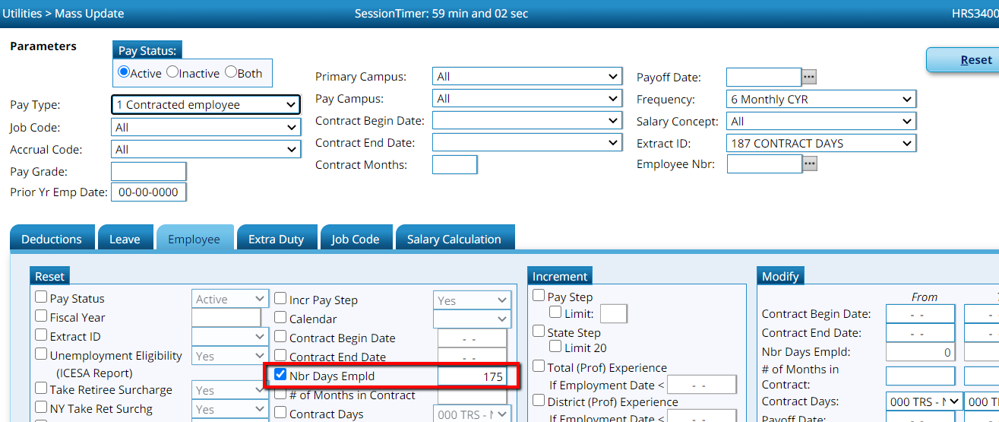 Utilities > Mass Update SessionTimer: 59 min and 02 sec HRS3400
Parameters
Pay Status:
Active Inactive Both
Pay Type: 1 Contracted employee
Job Code: All
Accrual Code: All
Pay Grade:
Prior Yr Emp Date: 00-00-0000
Primary Campus: All
Pay Campus: All
Contract Begin Date:
Contract End Date:
Contract Months:
Payoff Date: ...
Frequency: 6 Monthly CYR
Salary Concept: All
Extract ID: 187 CONTRACT DAYS
Employee Nbr: ...
Reset
Deductions Leave Employee Extra Duty Job Code Salary Calculation
Reset
Pay Status Active
Fiscal Year
Extract ID
Unemployment Eligibility Yes
(ICESA Report)
Take Retiree Surcharge Yes
NY Take Ret Surchg Yes
Incr Pay Step Yes
Calendar
Contract Begin Date - -
Contract End Date - -
Nbr Days Empld 175
# of Months in Contract
Contract Days 000 TRS - 
Increment
Pay Step
Limit:
State Step
Limit 20
Total (Prof) Experience
If Employment Date < - -
District (Prof) Experience
If Employment Date < - -
Modify
From
Contract Begin Date: - - -
Contract End Date: - - -
Nbr Days Empld: 0
# of Months in
Contract:
Contract Days: 000 TRS - 000
Payoff Date: - -